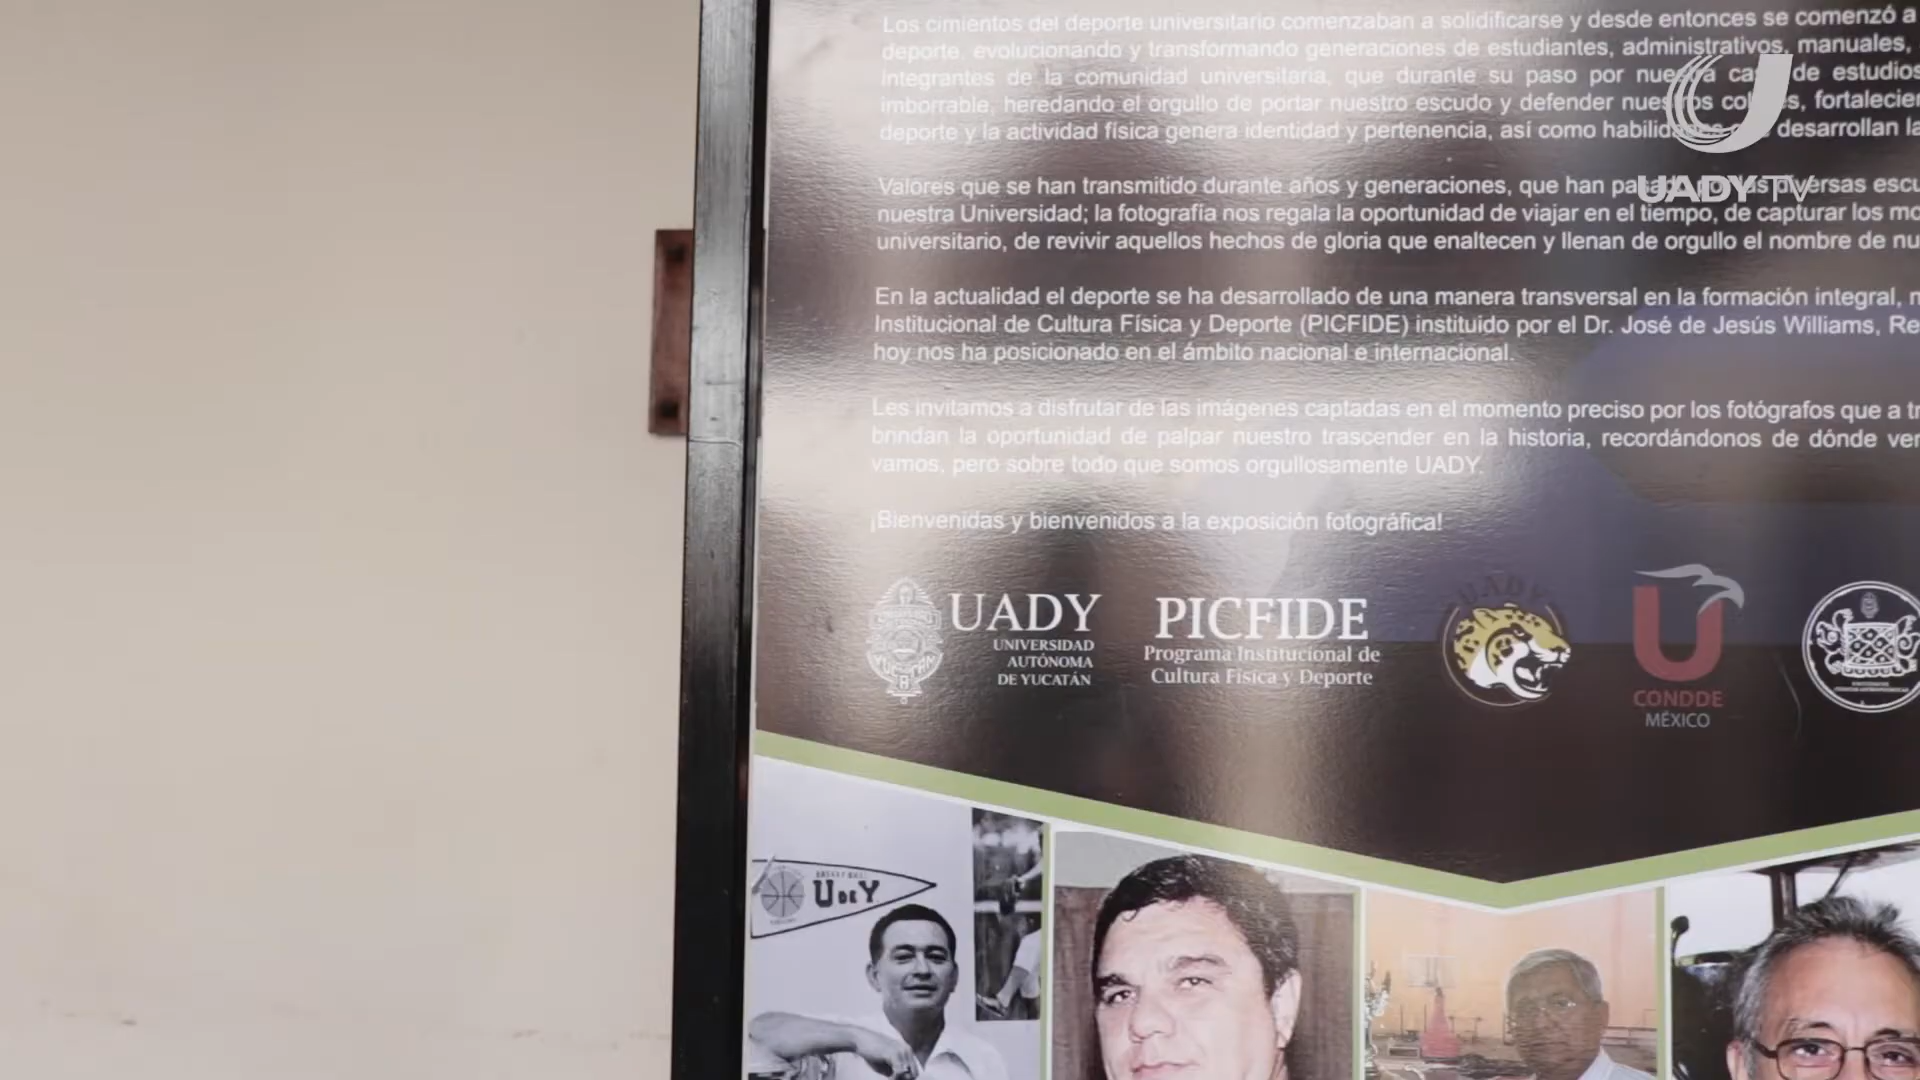 Los cimientos del deporte universitario comenzaban a solidificarse y desde entonces se comenzó a
deporte, evolucionando y transformando generaciones de estudiantes, administrativos, manuales,
integrantes de la comunidad universitaria, que durante su paso por nuestra casa de estudios
imborrable, heredando el orgullo de portar nuestro escudo y defender nuestros colores, fortalecien
deporte y la actividad física genera identidad y pertenencia, así como habilidades que desarrollan la
UADY TV
Valores que se han transmitido durante años y generaciones, que han pasado por las diversas escu
nuestra Universidad; la fotografía nos regala la oportunidad de viajar en el tiempo, de capturar los mo
universitario, de revivir aquellos hechos de gloria que enaltecen y llenan de orgullo el nombre de nu
En la actualidad el deporte se ha desarrollado de una manera transversal en la formación integral,
Institucional de Cultura Física y Deporte (PICFIDE) instituido por el Dr. José de Jesús Williams, Re
hoy nos ha posicionado en el ámbito nacional e internacional.
Les invitamos a disfrutar de las imágenes captadas en el momento preciso por los fotógrafos que a tr
brindan la oportunidad de palpar nuestro trascender en la historia, recordándonos de dónde ven
vamos, pero sobre todo que somos orgullosamente UADY.
¡Bienvenidas y bienvenidos a la exposición fotográfica!
UADY
UNIVERSIDAD
AUTÓNOMA
DE YUCATÁN
PICFIDE
Programa Institucional de
Cultura Física y Deporte
UADY
CONDDE
MÉXICO
BASKET BALL
U DE Y